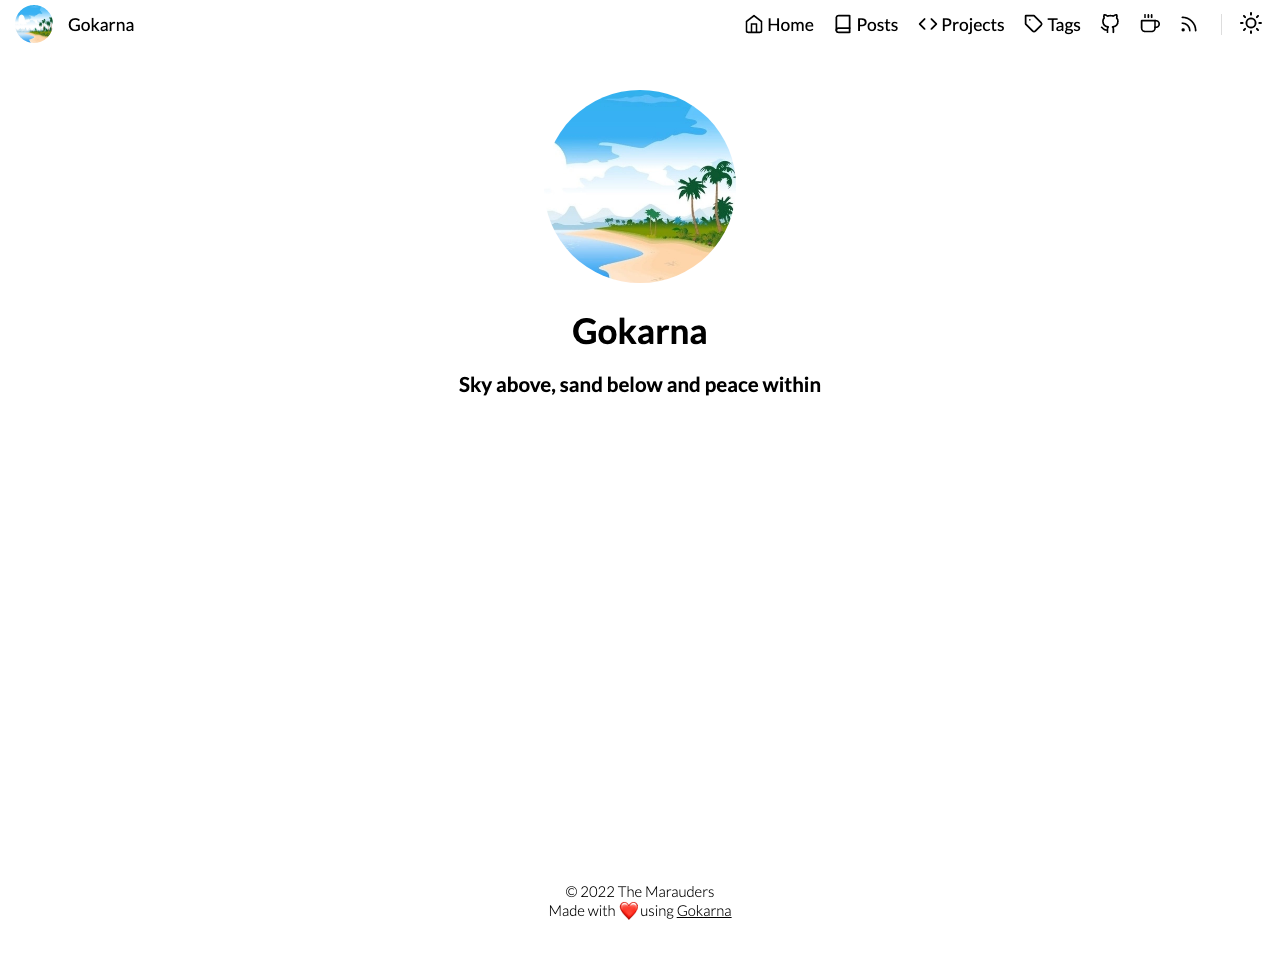 Gokarna
Home Posts Projects Tags
Gokarna
Sky above, sand below and peace within
© 2022 The Marauders
Made with ❤️ using Gokarna